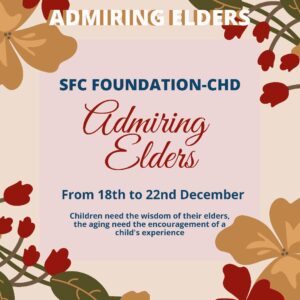 ADMIRING ELDERS
SFC FOUNDATION-CHD
Admiring
Elders
From 18th to 22nd December
Children need the wisdom of their elders,
the aging need the encouragement of a
child's experience